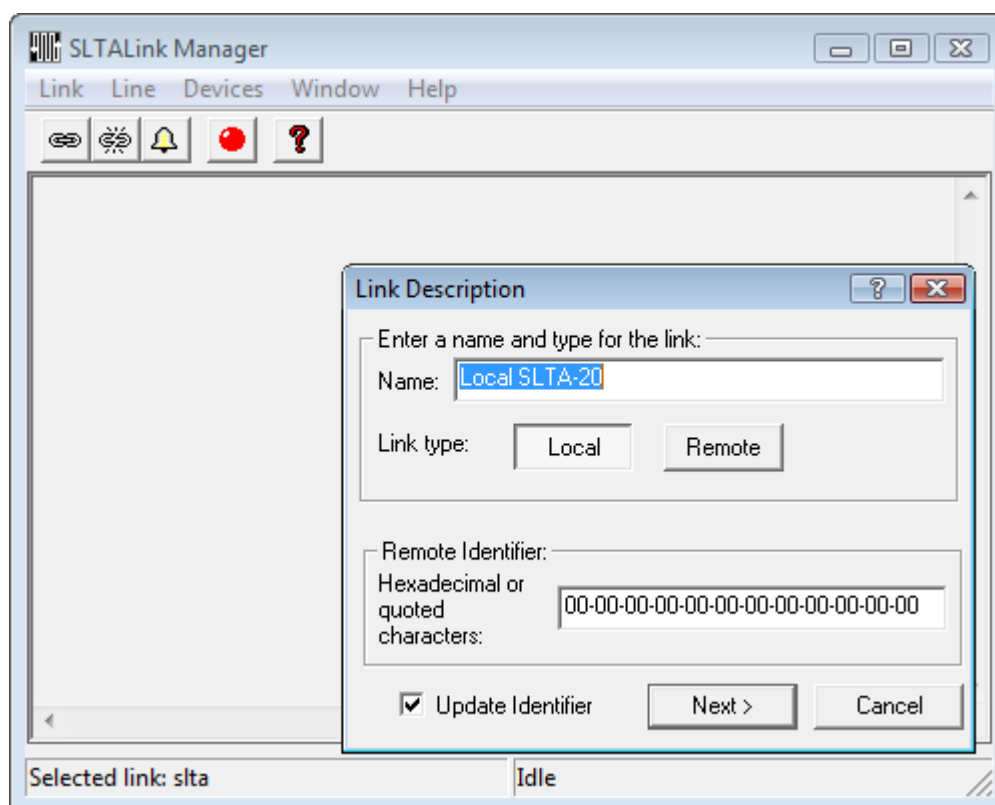 SLTALink Manager
Link Line Devices Window Help
Link Description
Enter a name and type for the link:
Name: Local SLTA-20
Link type: Local Remote
Remote Identifier:
Hexadecimal or
quoted
characters:
00-00-00-00-00-00-00-00-00-00-00-00
Update Identifier Next > Cancel
Selected link: slta Idle